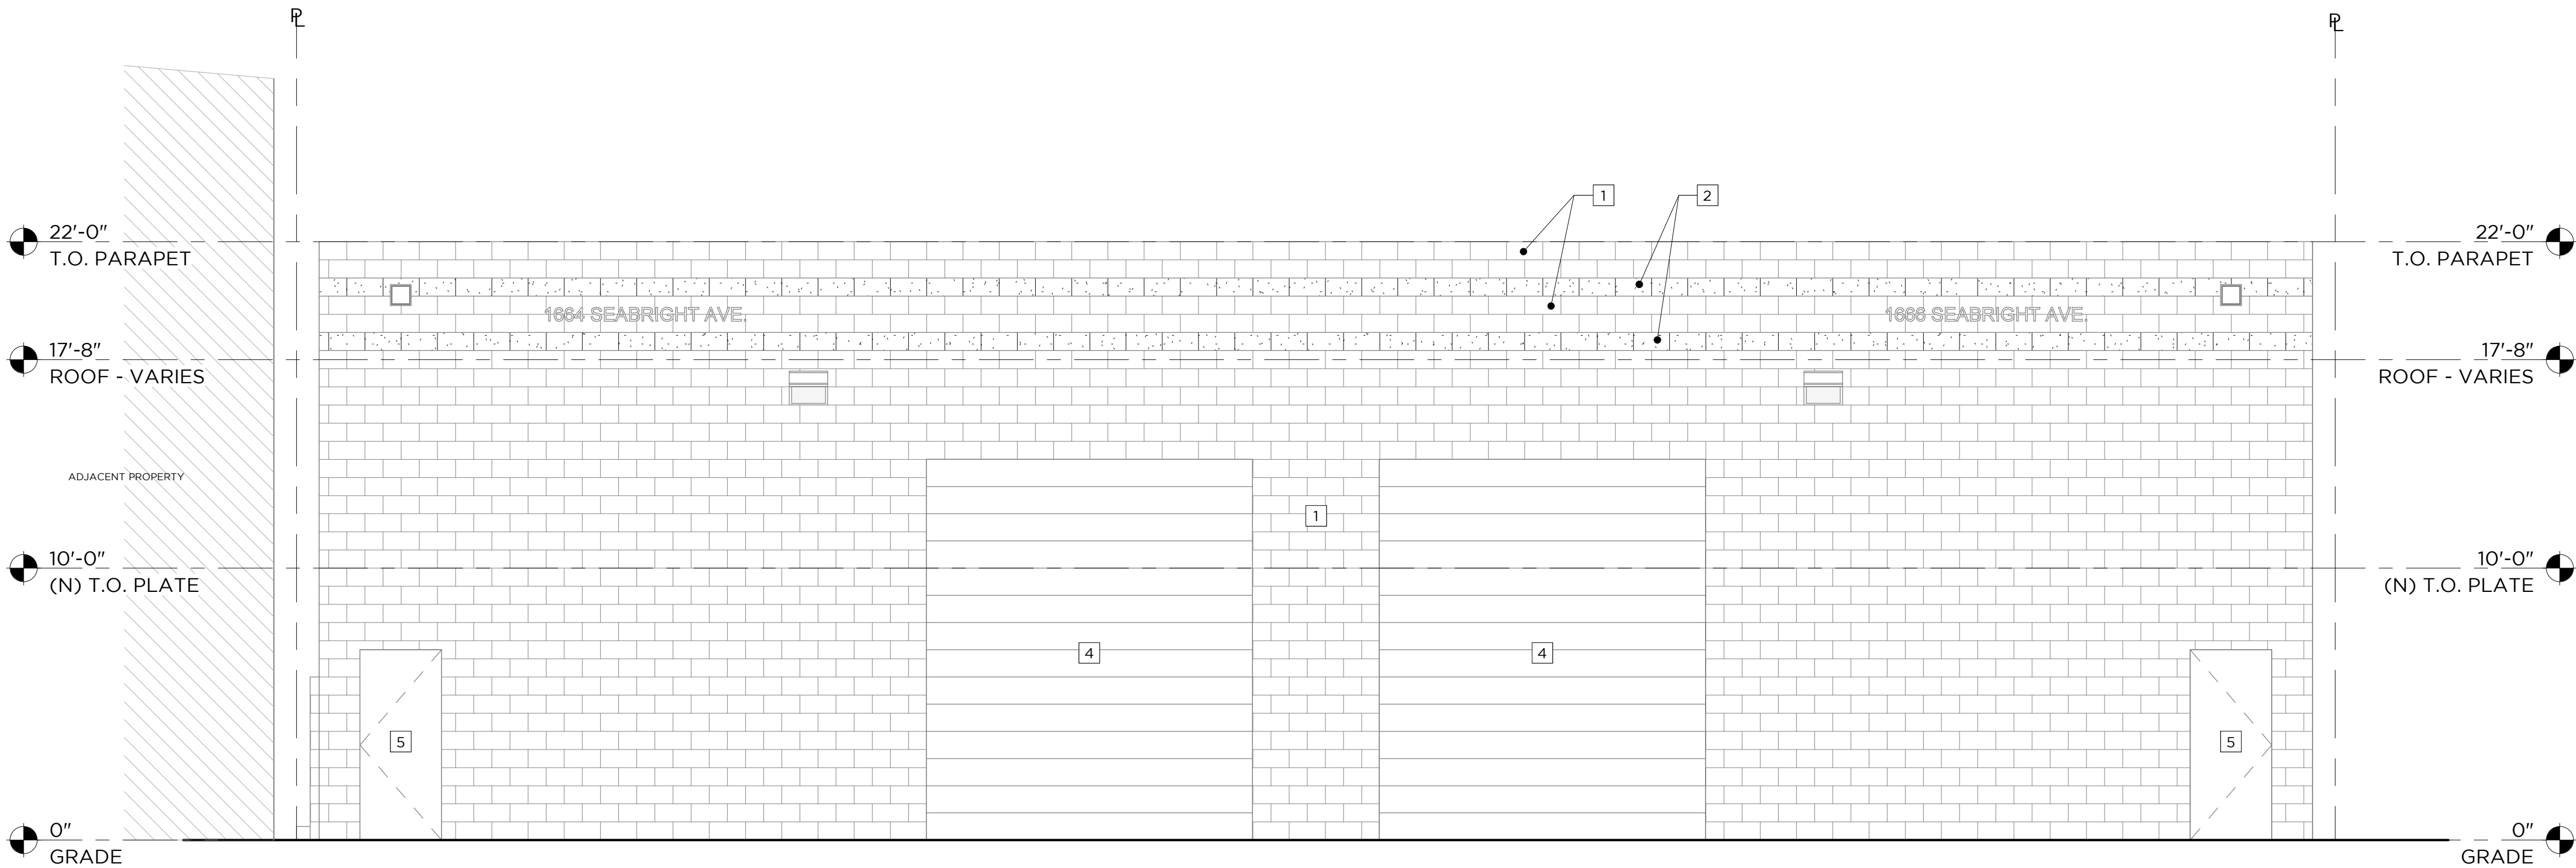 PL
PL
1
2
22'-0"
T.O. PARAPET
22'-0"
T.O. PARAPET
1664 SEABRIGHT AVE.
1666 SEABRIGHT AVE.
17'-8"
ROOF - VARIES
17'-8"
ROOF - VARIES
ADJACENT PROPERTY
1
10'-0"
(N) T.O. PLATE
10'-0"
(N) T.O. PLATE
4
4
5
5
0"
GRADE
0"
GRADE